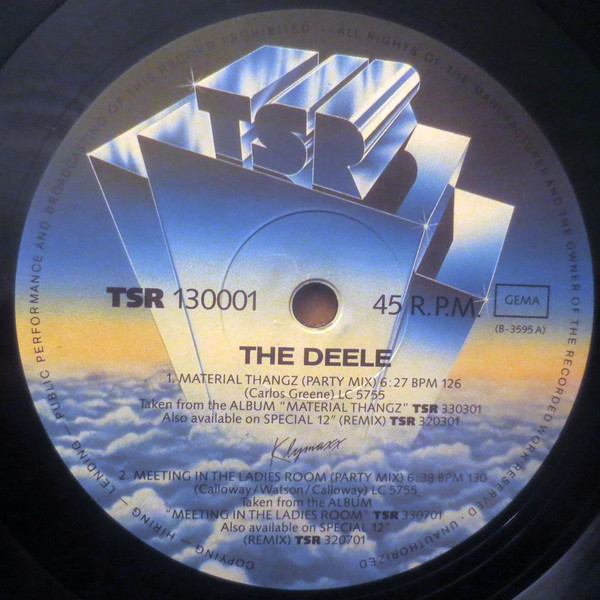 TSR
TSR 130001
45 R.P.M.
GEMA
(B-3595 A)
THE DEELE
1. MATERIAL THANGZ (PARTY MIX) 6:27 BPM 126
(Carlos Greene) LC 5755
Taken from the ALBUM "MATERIAL THANGZ" TSR 330301
Also available on SPECIAL 12" (REMIX) TSR 320301
Klymaxx
2. MEETING IN THE LADIES ROOM (PARTY MIX) 6:38 BPM 130
(Calloway/Watson/Calloway) LC 5755
Taken from the ALBUM
"MEETING IN THE LADIES ROOM" TSR 330701
Also available on SPECIAL 12"
(REMIX) TSR 320701
ALL RIGHTS OF THE MANUFACTURER AND THE OWNER OF THE RECORDED WORK RESERVED - UNAUTHORIZED COPYING - HIRING - LENDING - PUBLIC PERFORMANCE AND BROADCASTING OF THIS RECORD PROHIBITED